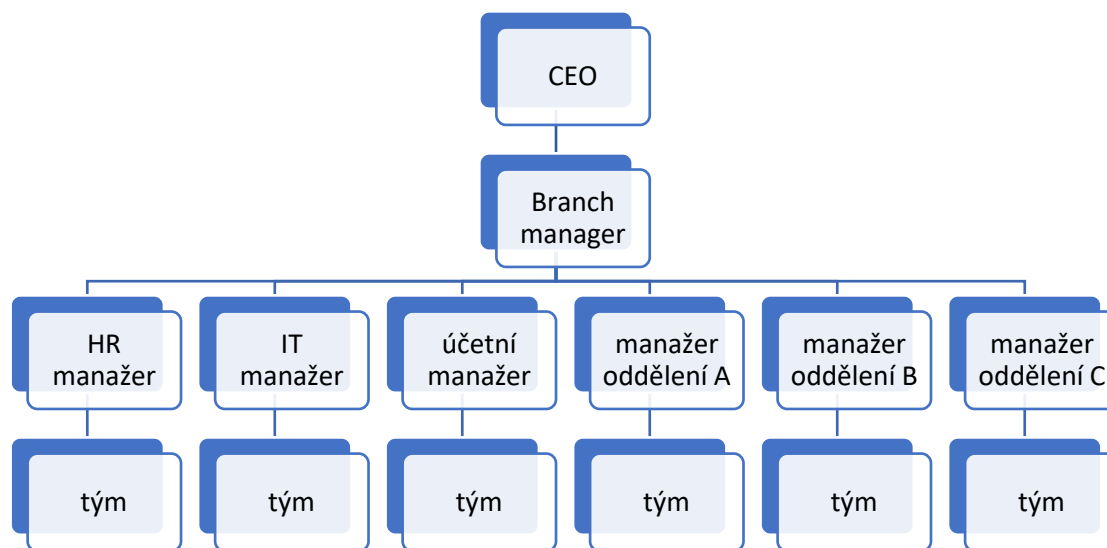 CEO
Branch
manager
HR
manažer
IT
manažer
účetní
manažer
manažer
oddělení A
manažer
oddělení B
manažer
oddělení C
tým
tým
tým
tým
tým
tým